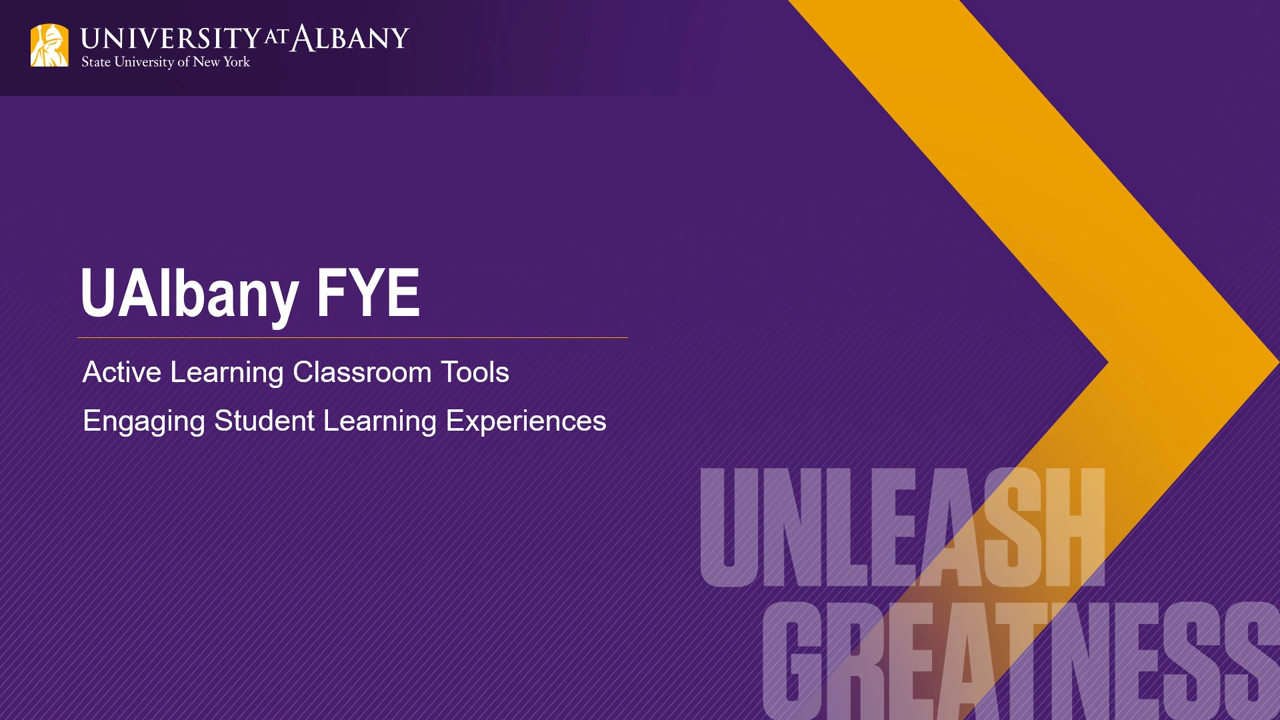 UNIVERSITY AT ALBANY
State University of New York
UAlbany FYE
Active Learning Classroom Tools
Engaging Student Learning Experiences
UNLEASH
GREATNESS